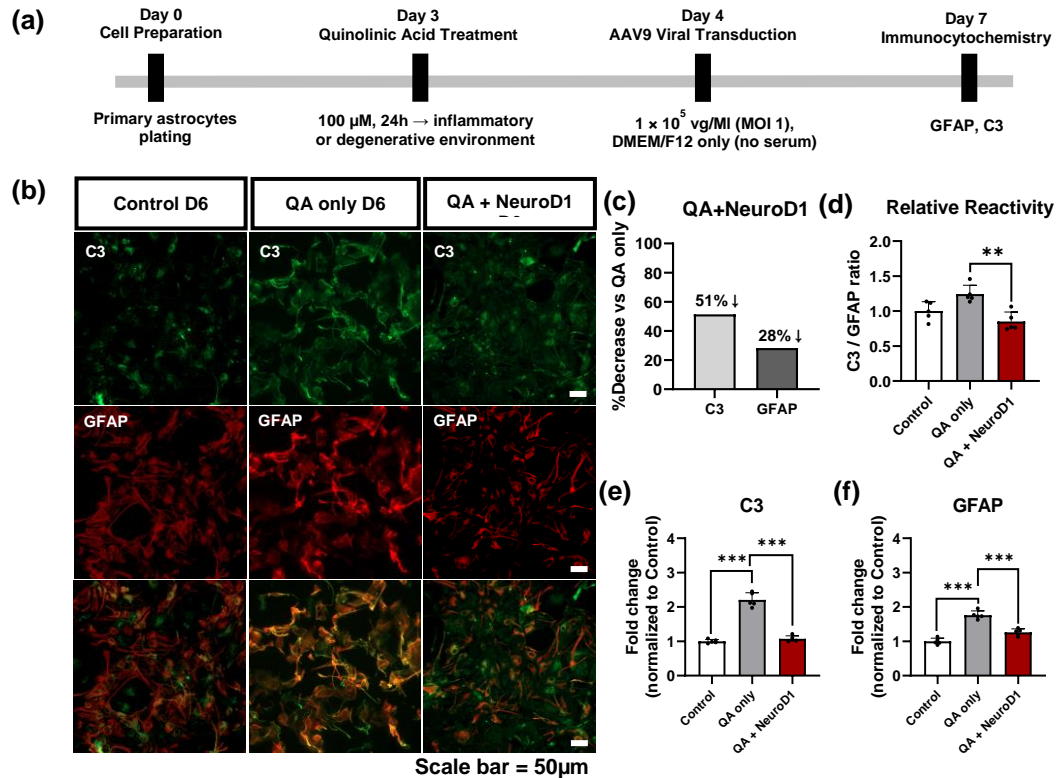 (a)
Day 0
Cell Preparation
Day 3
Quinolinic Acid Treatment
Day 4
AAV9 Viral Transduction
Day 7
Immunocytochemistry
Primary astrocytes
plating
100 µM, 24h → inflammatory
or degenerative environment
1 × 10⁵ vg/Ml (MOI 1),
DMEM/F12 only (no serum)
GFAP, C3
(b)
Control D6
QA only D6
QA + NeuroD1
C3
C3
C3
GFAP
GFAP
GFAP
Scale bar = 50µm
(c)
QA+NeuroD1
%Decrease vs QA only
100
80
60
40
20
0
51%↓
28%↓
C3
GFAP
(d)
Relative Reactivity
C3 / GFAP ratio
2.0
1.5
1.0
0.5
0.0
**
Control
QA only
QA + NeuroD1
(e)
C3
Fold change
(normalized to Control)
4
3
2
1
0
***
***
Control
QA only
QA + NeuroD1
(f)
GFAP
Fold change
(normalized to Control)
4
3
2
1
0
***
***
Control
QA only
QA + NeuroD1